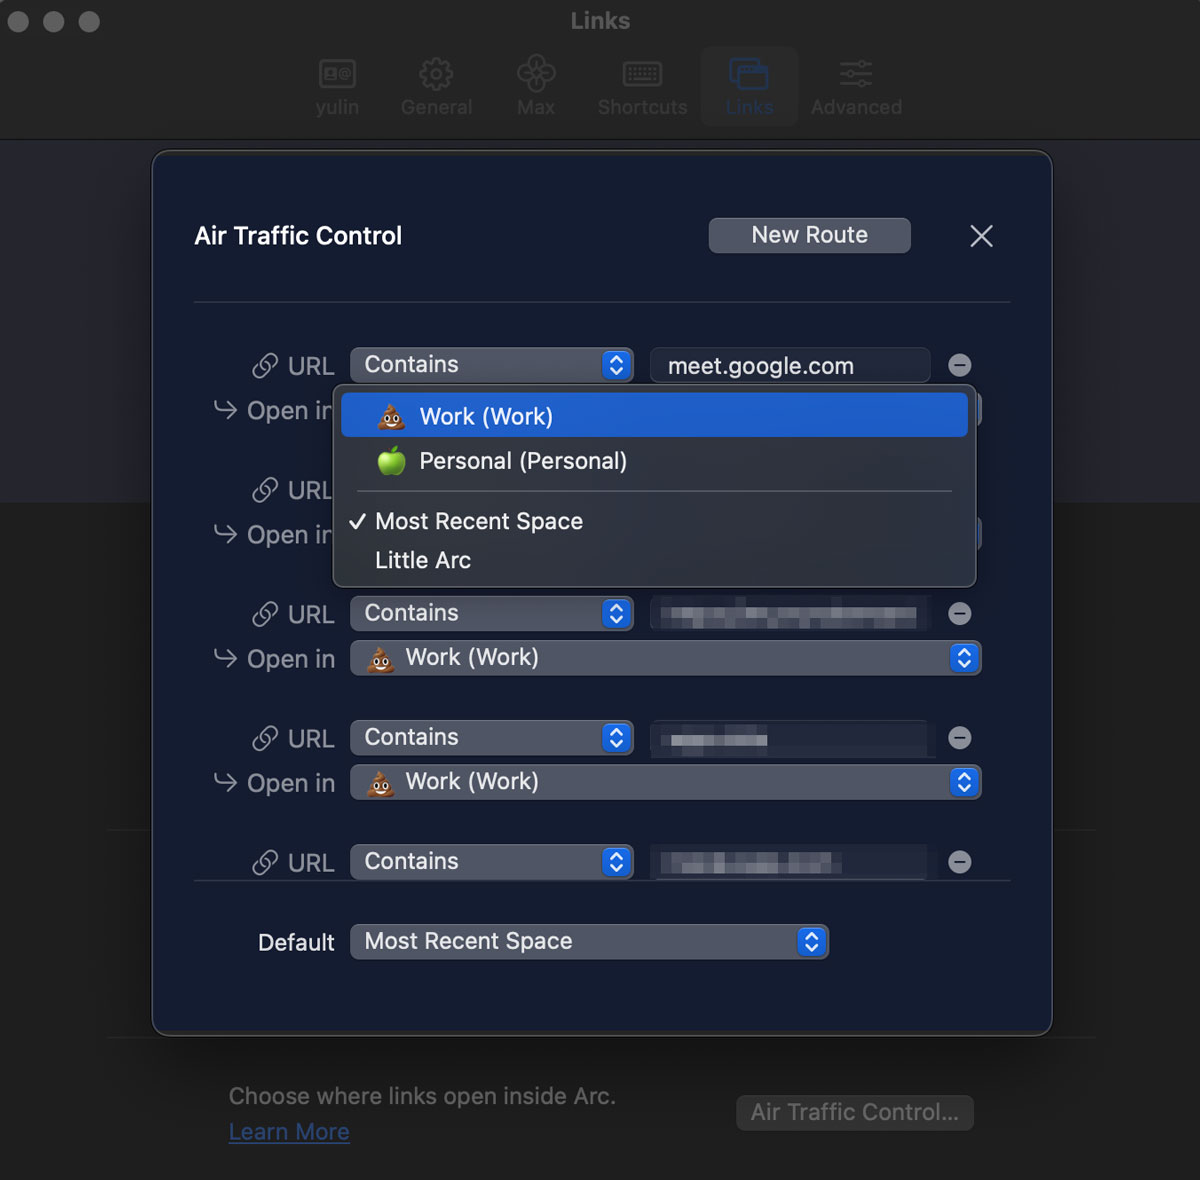 Links
yulin General Max Shortcuts Links Advanced
Air Traffic Control New Route
URL Contains meet.google.com
Open in
Work (Work)
Personal (Personal)
URL
Open in
Most Recent Space
Little Arc
URL Contains
Open in Work (Work)
URL Contains
Open in Work (Work)
URL Contains
Default Most Recent Space
Choose where links open inside Arc.
Air Traffic Control...
Learn More